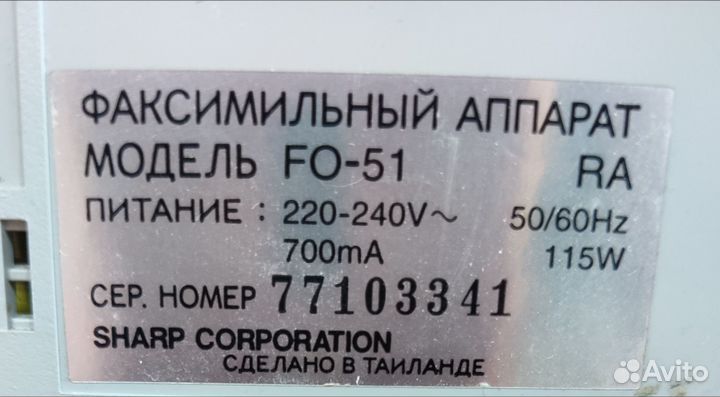 ФАКСИМИЛЬНЫЙ АППАРАТ
МОДЕЛЬ FO-51 RA
ПИТАНИЕ : 220-240V~ 50/60Hz
700mA 115W
СЕР. НОМЕР 77103341
SHARP CORPORATION
СДЕЛАНО В ТАИЛАНДЕ
Avito